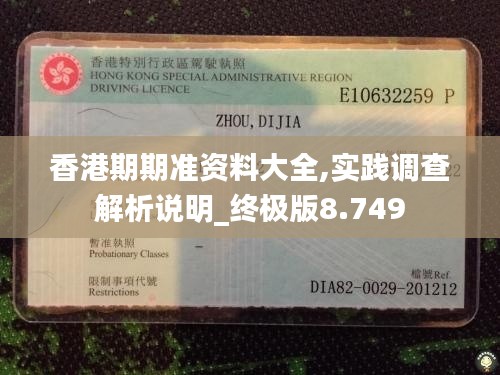 香港特別行政區駕駛執照
HONG KONG SPECIAL ADMINISTRATIVE REGION
DRIVING LICENCE
E10632259 P
ZHOU,DIJIA
香港期期准资料大全,实践调查
解析说明_终极版8.749
暫准執照
Probationary Classes
–
限制事項代號
Restrictions
檔號Ref.
DIA82-0029-201212